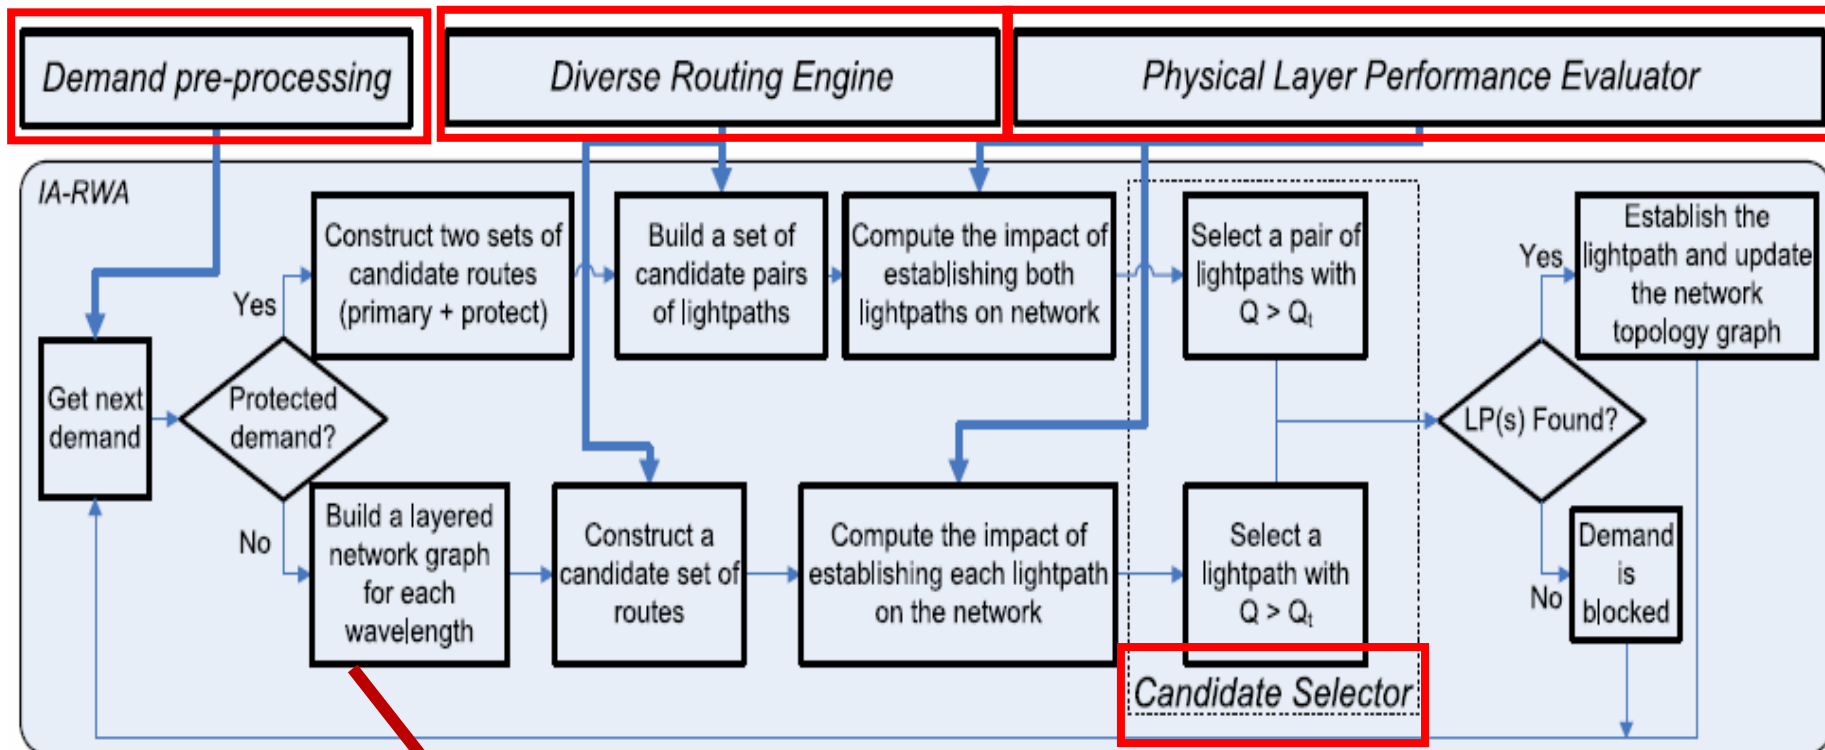 Demand pre-processing
Diverse Routing Engine
Physical Layer Performance Evaluator
IA-RWA
Construct two sets of
candidate routes
(primary + protect)
Build a set of
candidate pairs
of lightpaths
Compute the impact of
establishing both
lightpaths on network
Select a pair of
lightpaths with
Q > Qt
Establish the
lightpath and update
the network
topology graph
Yes
Yes
Get next
demand
Protected
demand?
LP(s) Found?
No
Build a layered
network graph
for each
wavelength
Construct a
candidate set of
routes
Compute the impact of
establishing each lightpath
on the network
Select a
lightpath with
Q > Qt
No
Demand
is
blocked
Candidate Selector